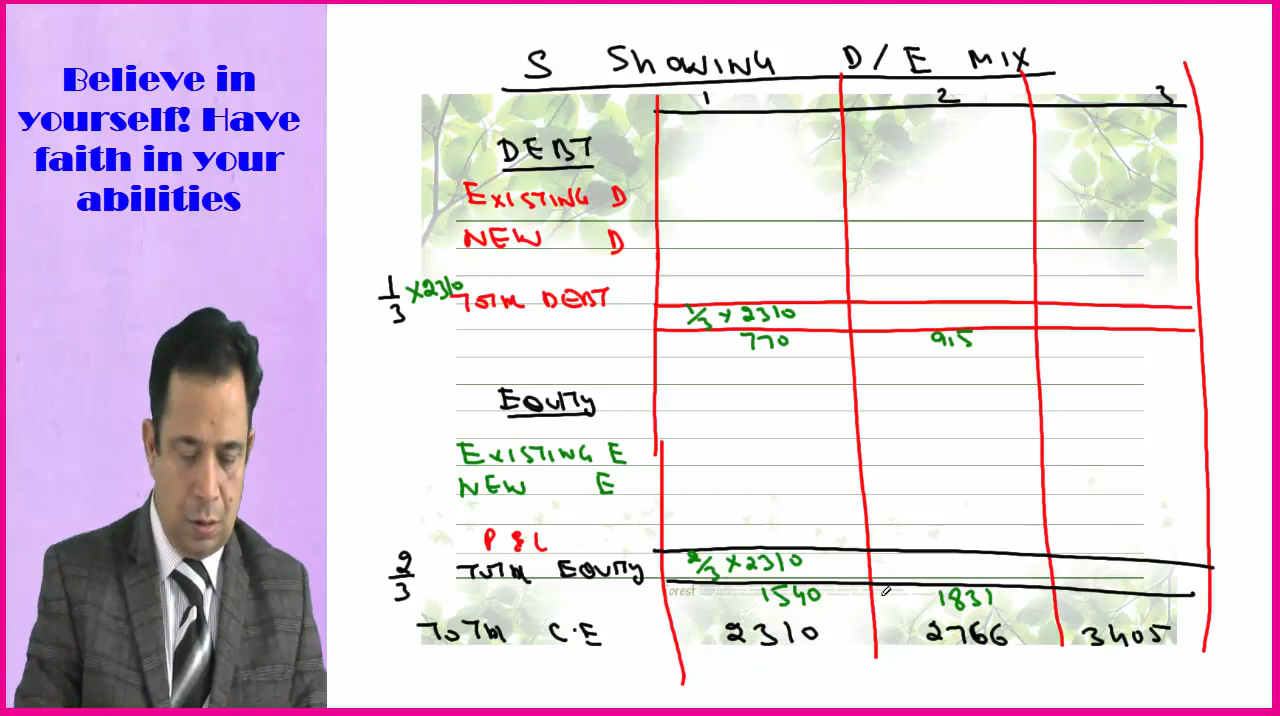 Believe in
yourself! Have
faith in your
abilities
S SHOWING D/E MIX
1 2 3
DEBT
EXISTING D
NEW D
1/3 × 2310 TOTAL DEBT
1/3 × 2310
770 915
EQUITY
EXISTING E
NEW E
P & L
2/3 TOTAL EQUITY 2/3 × 2310
orest
1540 1831
TOTAL C.E 2310 2766 3405